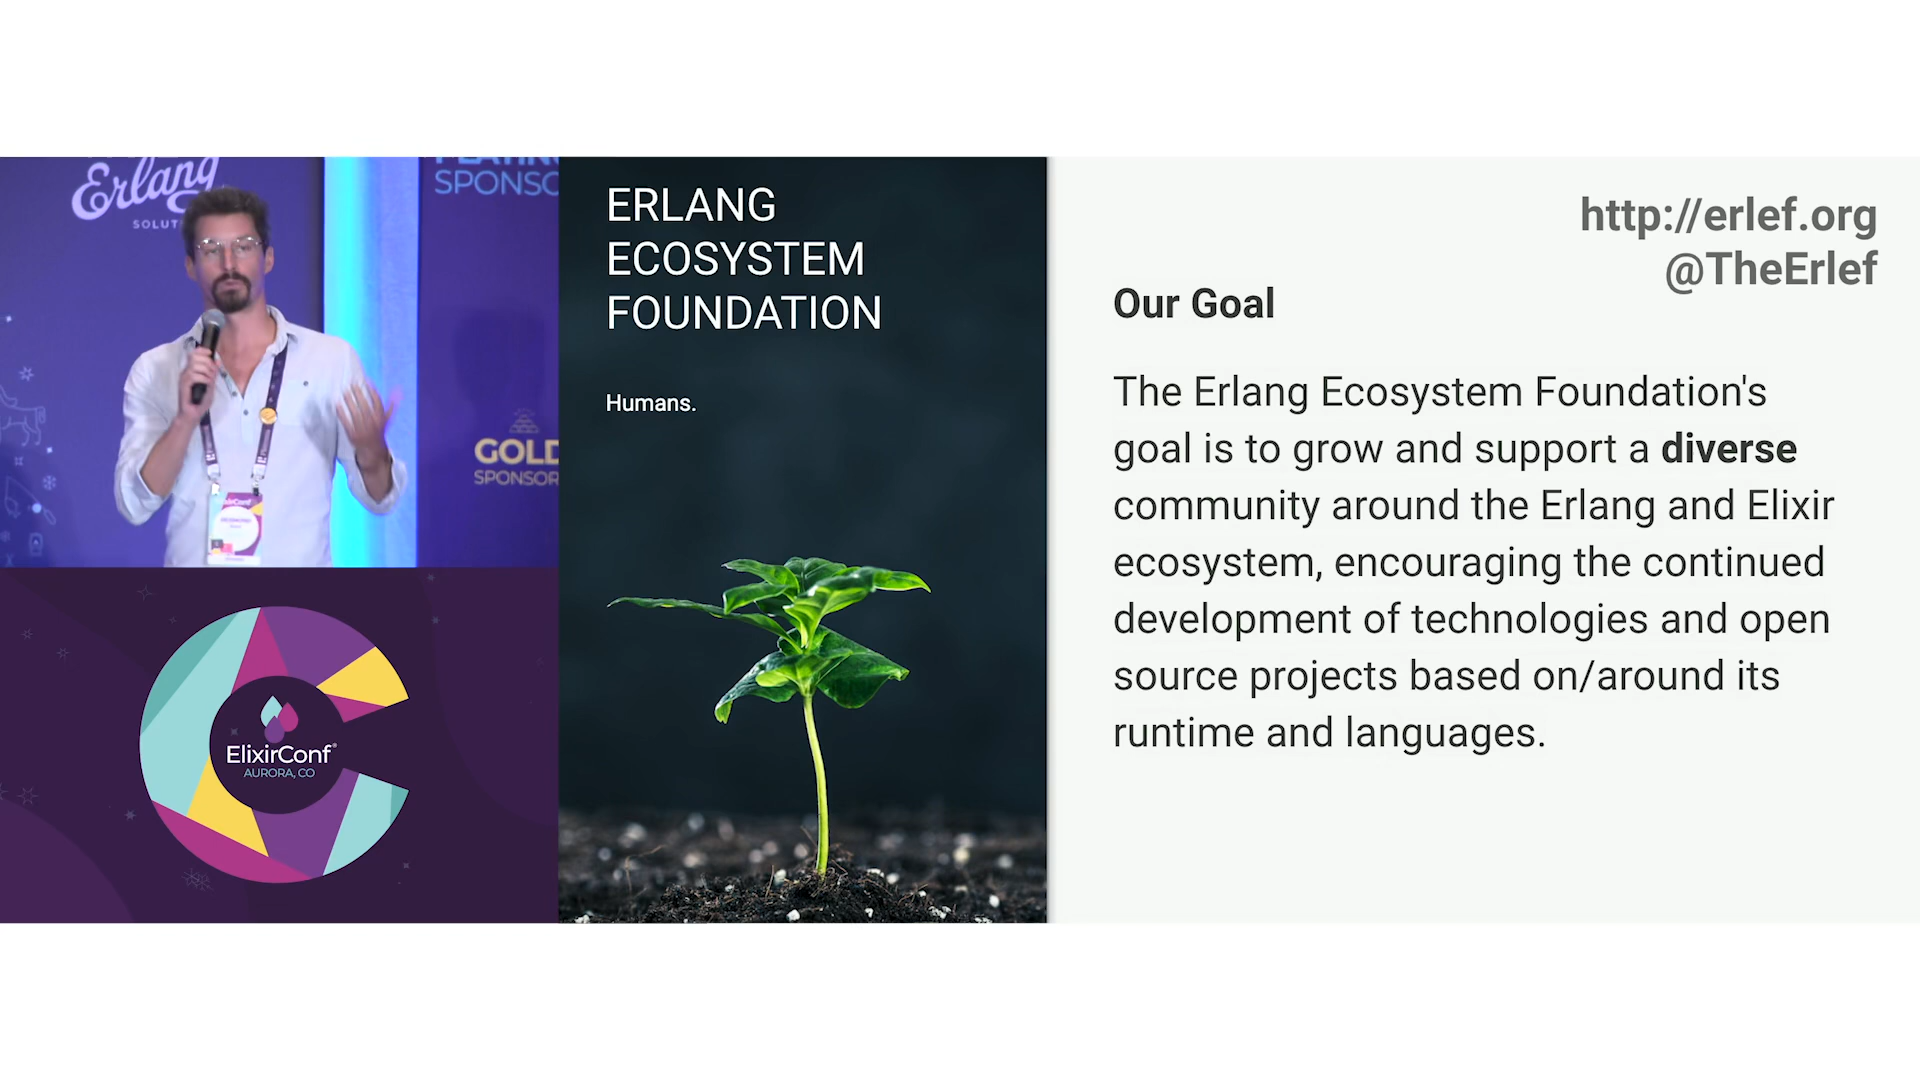 Erlang
SPONSO
GOLD
SPONSOR
ElixirConf
AURORA, CO
ERLANG
ECOSYSTEM
FOUNDATION
Humans.
http://erlef.org
@TheErlef
Our Goal
The Erlang Ecosystem Foundation's
goal is to grow and support a diverse
community around the Erlang and Elixir
ecosystem, encouraging the continued
development of technologies and open
source projects based on/around its
runtime and languages.